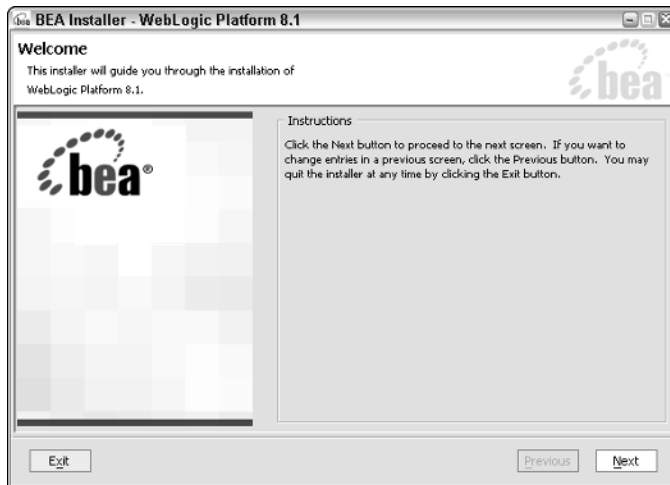 bea BEA Installer - WebLogic Platform 8.1
Welcome
This installer will guide you through the installation of
WebLogic Platform 8.1.
bea
bea®
Instructions
Click the Next button to proceed to the next screen. If you want to
change entries in a previous screen, click the Previous button. You may
quit the installer at any time by clicking the Exit button.
Exit
Previous
Next